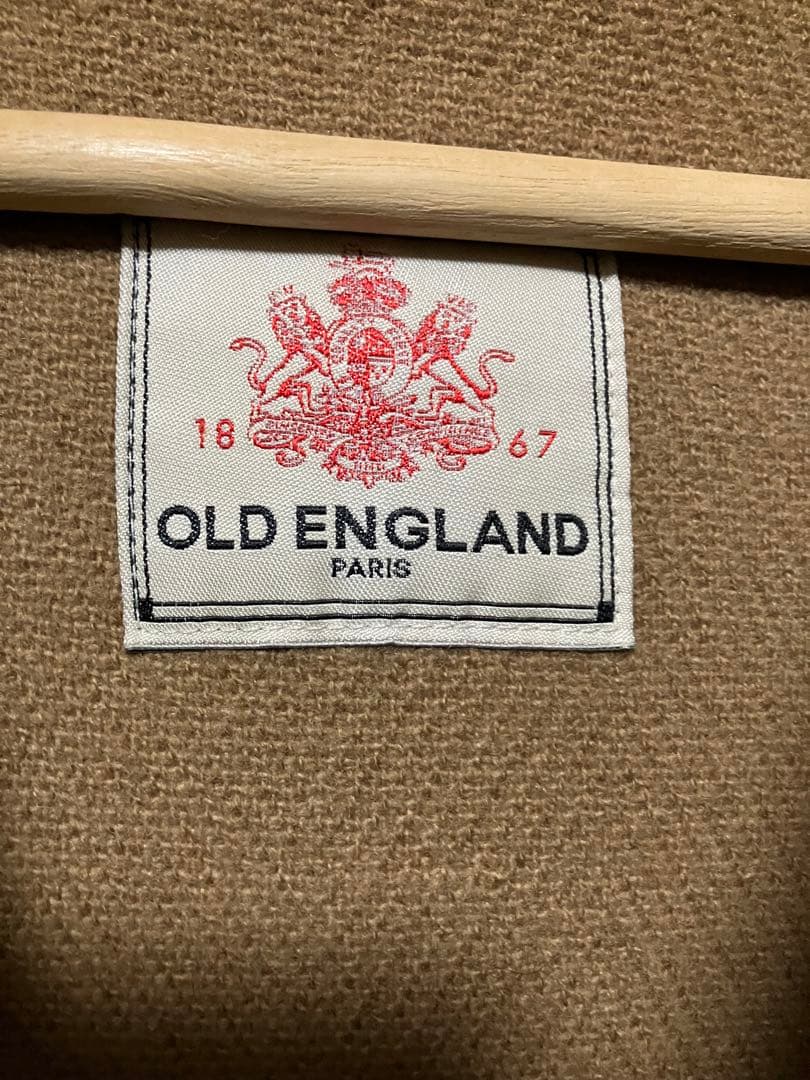 18 67
OLD ENGLAND
PARIS